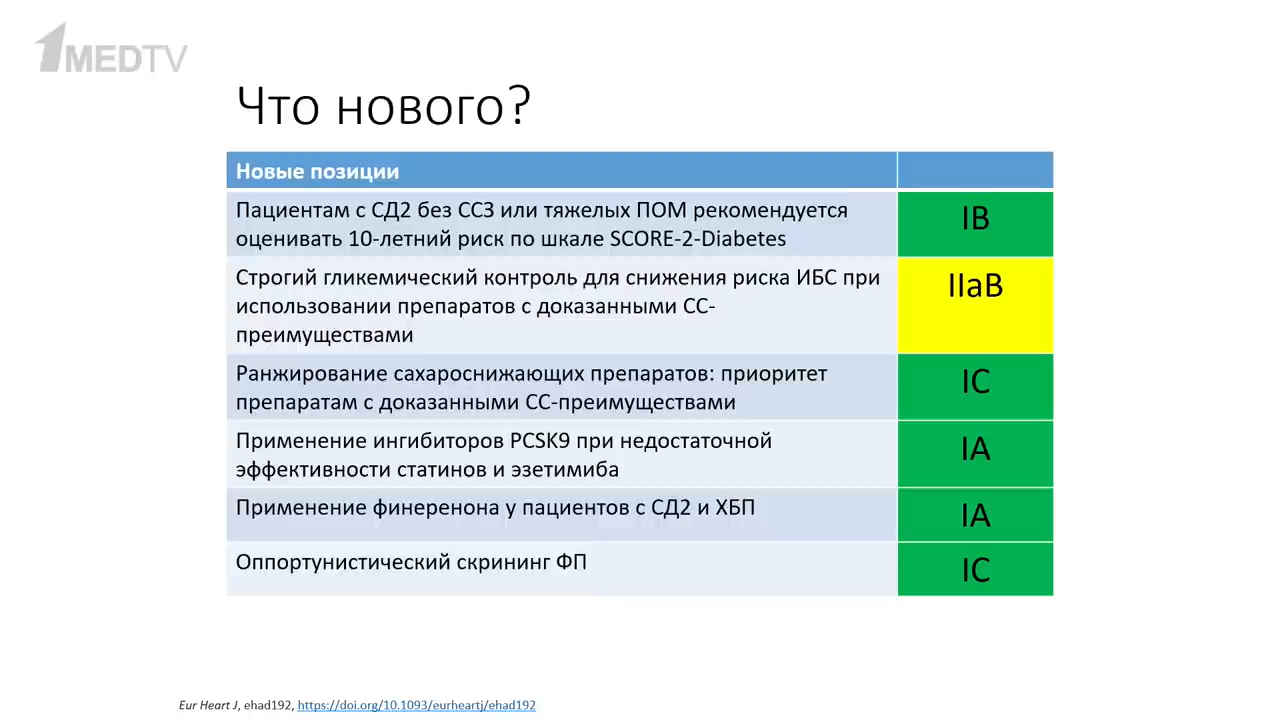 1MEDTV
Что нового?
Новые позиции
Пациентам с СД2 без ССЗ или тяжелых ПОМ рекомендуется
оценивать 10-летний риск по шкале SCORE-2-Diabetes
IB
Строгий гликемический контроль для снижения риска ИБС при
использовании препаратов с доказанными СС-
преимуществами
IIaB
Ранжирование сахароснижающих препаратов: приоритет
препаратам с доказанными СС-преимуществами
IC
Применение ингибиторов PCSK9 при недостаточной
эффективности статинов и эзетимиба
IA
Применение финеренона у пациентов с СД2 и ХБП
IA
Оппортунистический скрининг ФП
IC
Eur Heart J, ehad192, https://doi.org/10.1093/eurheartj/ehad192